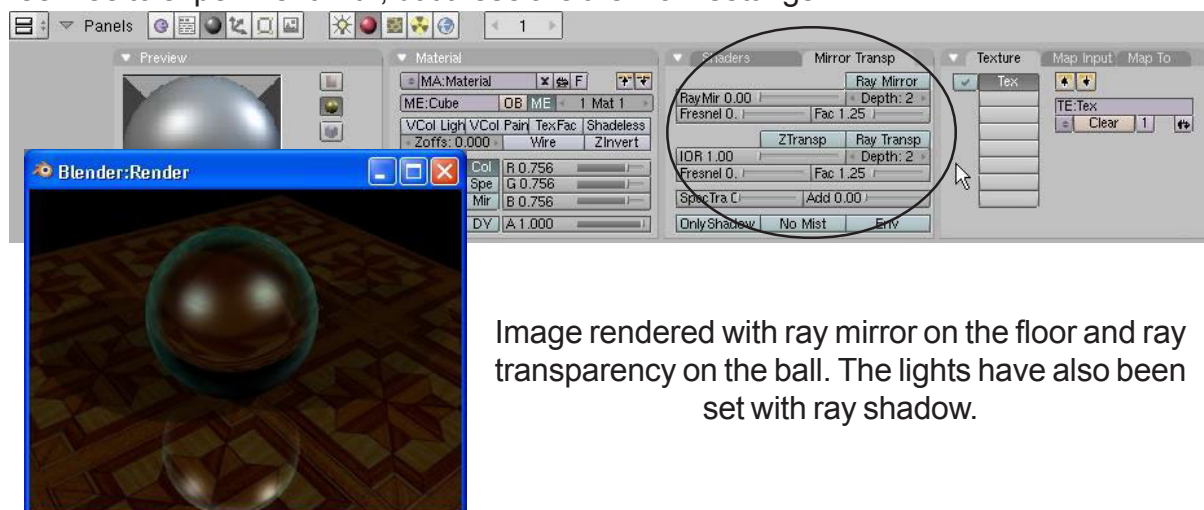 Panels
1
Preview
Material
Shaders
Mirror Transp
Texture
Map Input
Map To
MA:Material
X
F
ME:Cube
OB
ME
1 Mat 1
VCol Ligh
VCol Pain
TexFac
Shadeless
Zoffs: 0.000
Wire
ZInvert
Col
R 0.756
Spe
G 0.756
Mir
B 0.756
DV
A 1.000
Ray Mirror
RayMir 0.00
Depth: 2
Fresnel 0.
Fac 1.25
ZTransp
Ray Transp
IOR 1.00
Depth: 2
Fresnel 0.
Fac 1.25
SpecTra
Add 0.00
OnlyShadow
No Mist
Env
Tex
TE:Tex
Clear
1
Blender:Render
Image rendered with ray mirror on the floor and ray
transparency on the ball. The lights have also been
set with ray shadow.